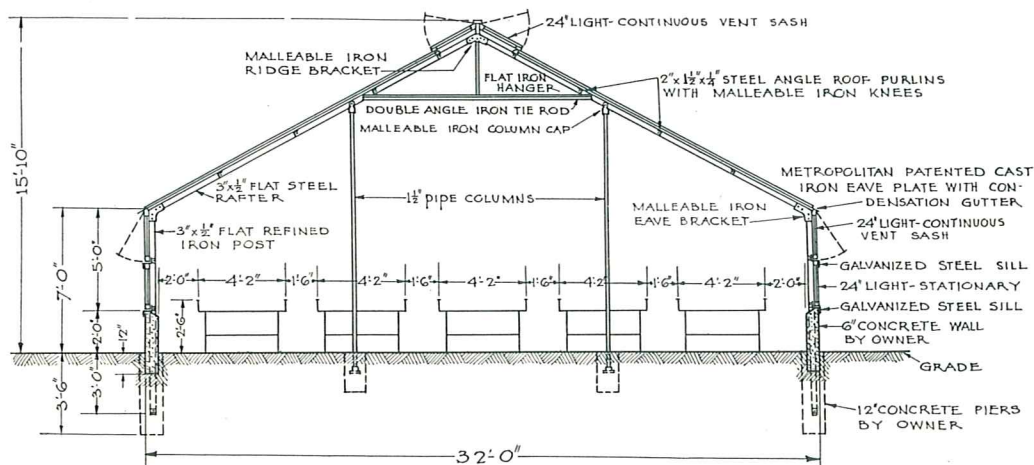 24" LIGHT-CONTINUOUS VENT SASH
MALLEABLE IRON
RIDGE BRACKET
FLAT IRON
HANGER
2" x 1½" x ¼" STEEL ANGLE ROOF PURLINS
WITH MALLEABLE IRON KNEES
DOUBLE ANGLE IRON TIE ROD
MALLEABLE IRON COLUMN CAP
15'-10"
3" x ½" FLAT STEEL
RAFTER
1½" PIPE COLUMNS
METROPOLITAN PATENTED CAST
IRON EAVE PLATE WITH CON-
DENSATION GUTTER
MALLEABLE IRON
EAVE BRACKET
3" x ½" FLAT REFINED
IRON POST
24" LIGHT-CONTINUOUS
VENT SASH
7'-0"
5'-0"
GALVANIZED STEEL SILL
2'-0" 4'-2" 1'-6" 4'-2" 1'-6" 4'-2" 1'-6" 4'-2" 1'-6" 4'-2" 2'-0"
24" LIGHT-STATIONARY
GALVANIZED STEEL SILL
2'-0"
12"
2'-6"
6" CONCRETE WALL
BY OWNER
GRADE
3'-6"
3'-0"
12" CONCRETE PIERS
BY OWNER
32'-0"